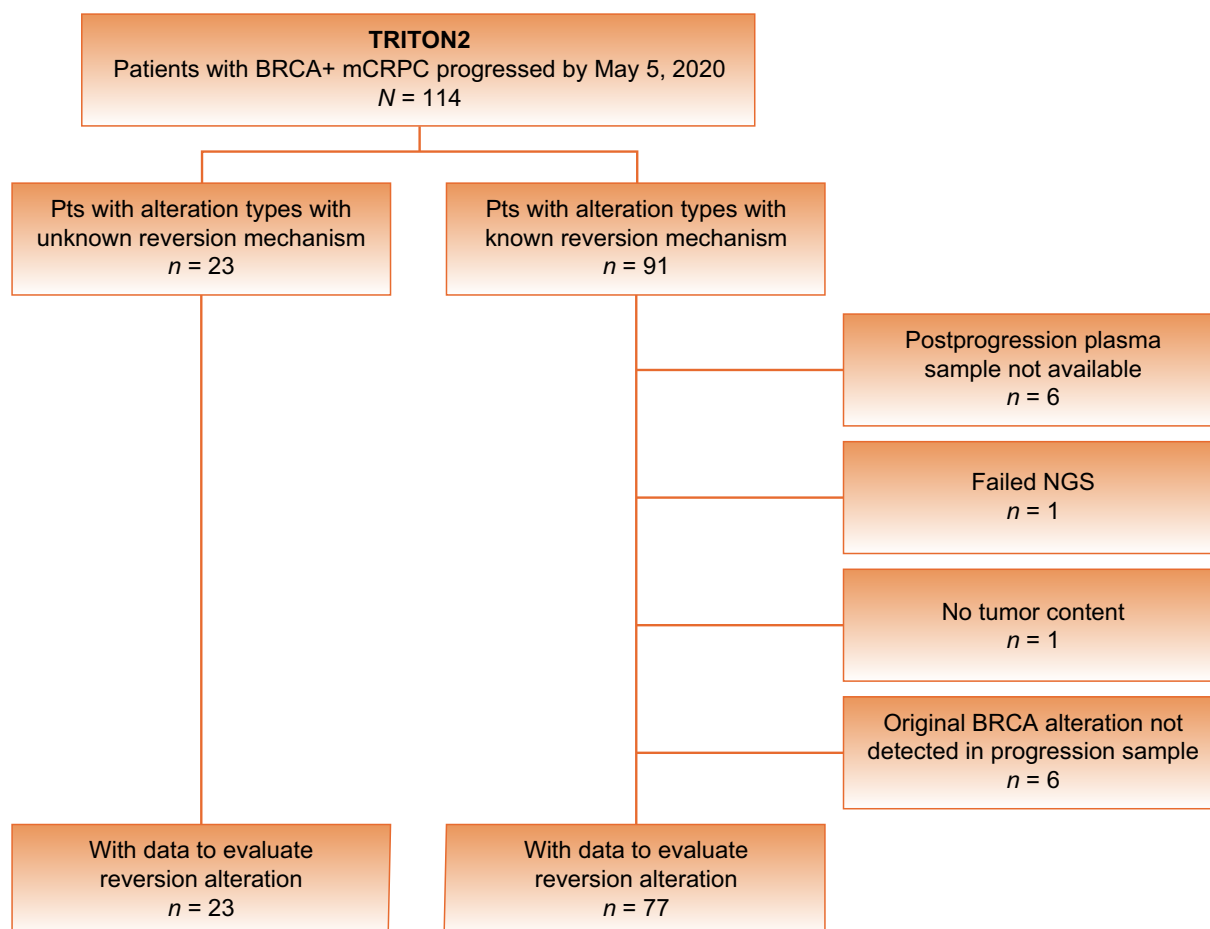 TRITON2
Patients with BRCA+ mCRPC progressed by May 5, 2020
N = 114
Pts with alteration types with
unknown reversion mechanism
n = 23
Pts with alteration types with
known reversion mechanism
n = 91
Postprogression plasma
sample not available
n = 6
Failed NGS
n = 1
No tumor content
n = 1
Original BRCA alteration not
detected in progression sample
n = 6
With data to evaluate
reversion alteration
n = 23
With data to evaluate
reversion alteration
n = 77